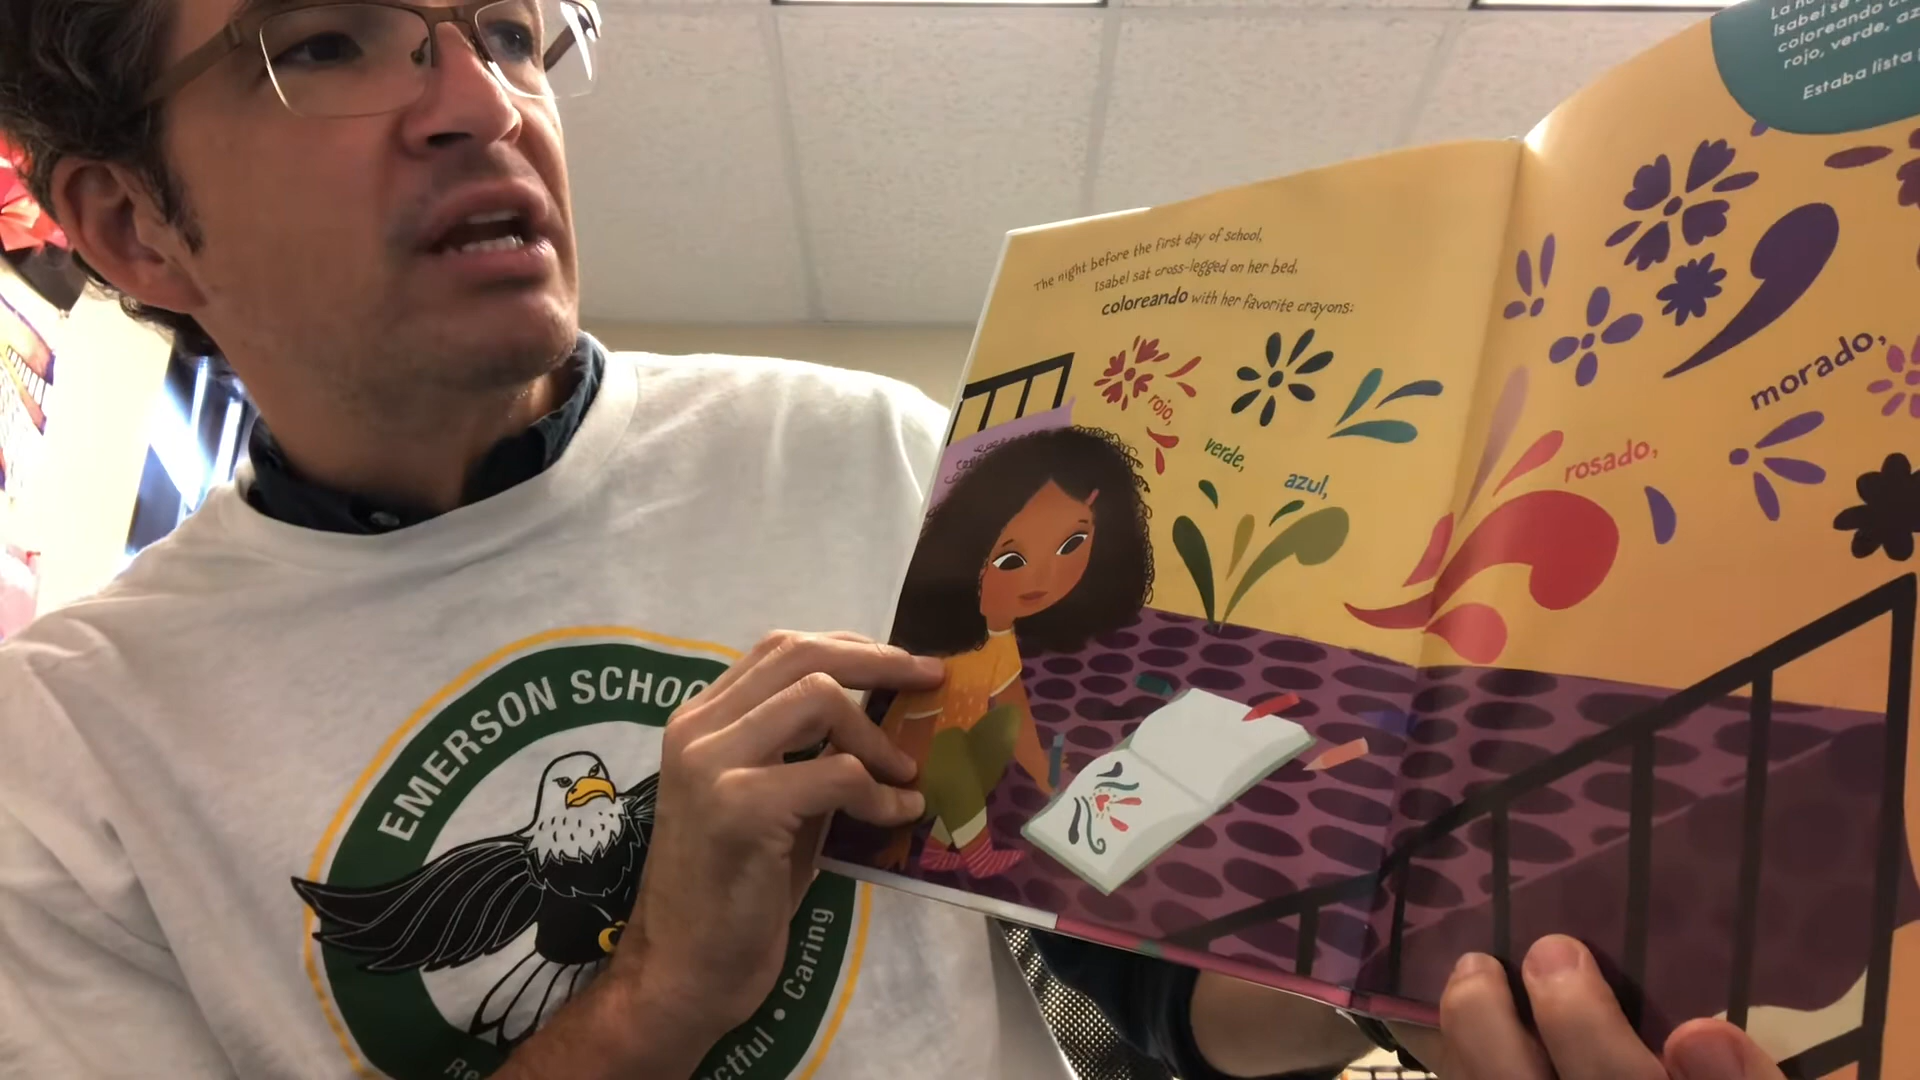 The night before the first day of school,
Isabel sat cross-legged on her bed,
coloreando with her favorite crayons:
rojo,
verde,
azul,
rosado,
morado,
Isabel se
coloreando
rojo, verde,
Estaba lista
EMERSON
Caring